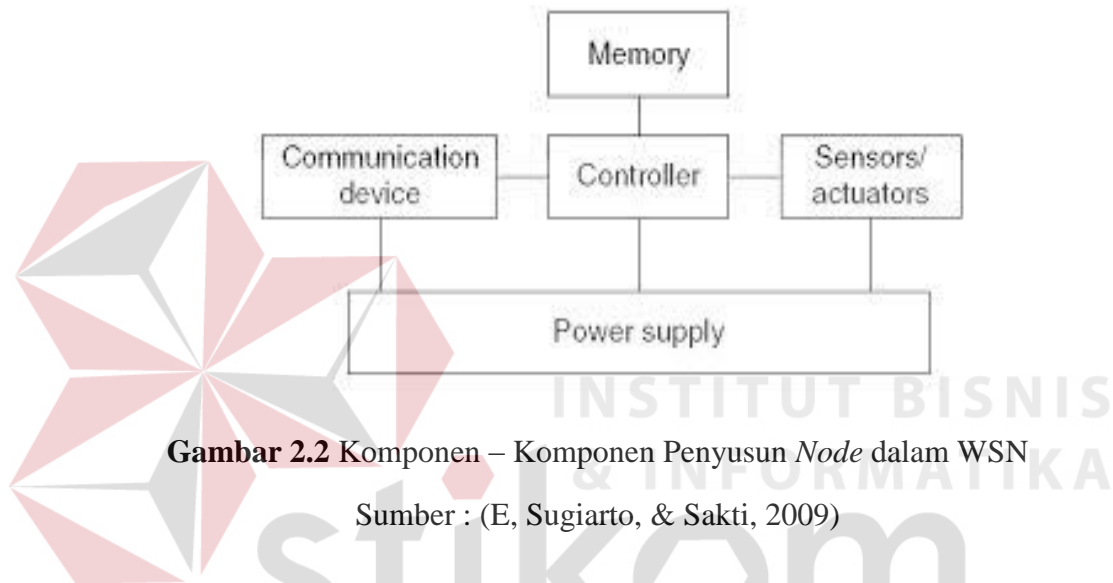 Memory
Communication
device
Controller
Sensors/
actuators
Power supply
INSTITUT BISNIS
Gambar 2.2 Komponen – Komponen Penyusun Node dalam WSN
& INFORMATIKA
Sumber : (E, Sugiarto, & Sakti, 2009)
stikom